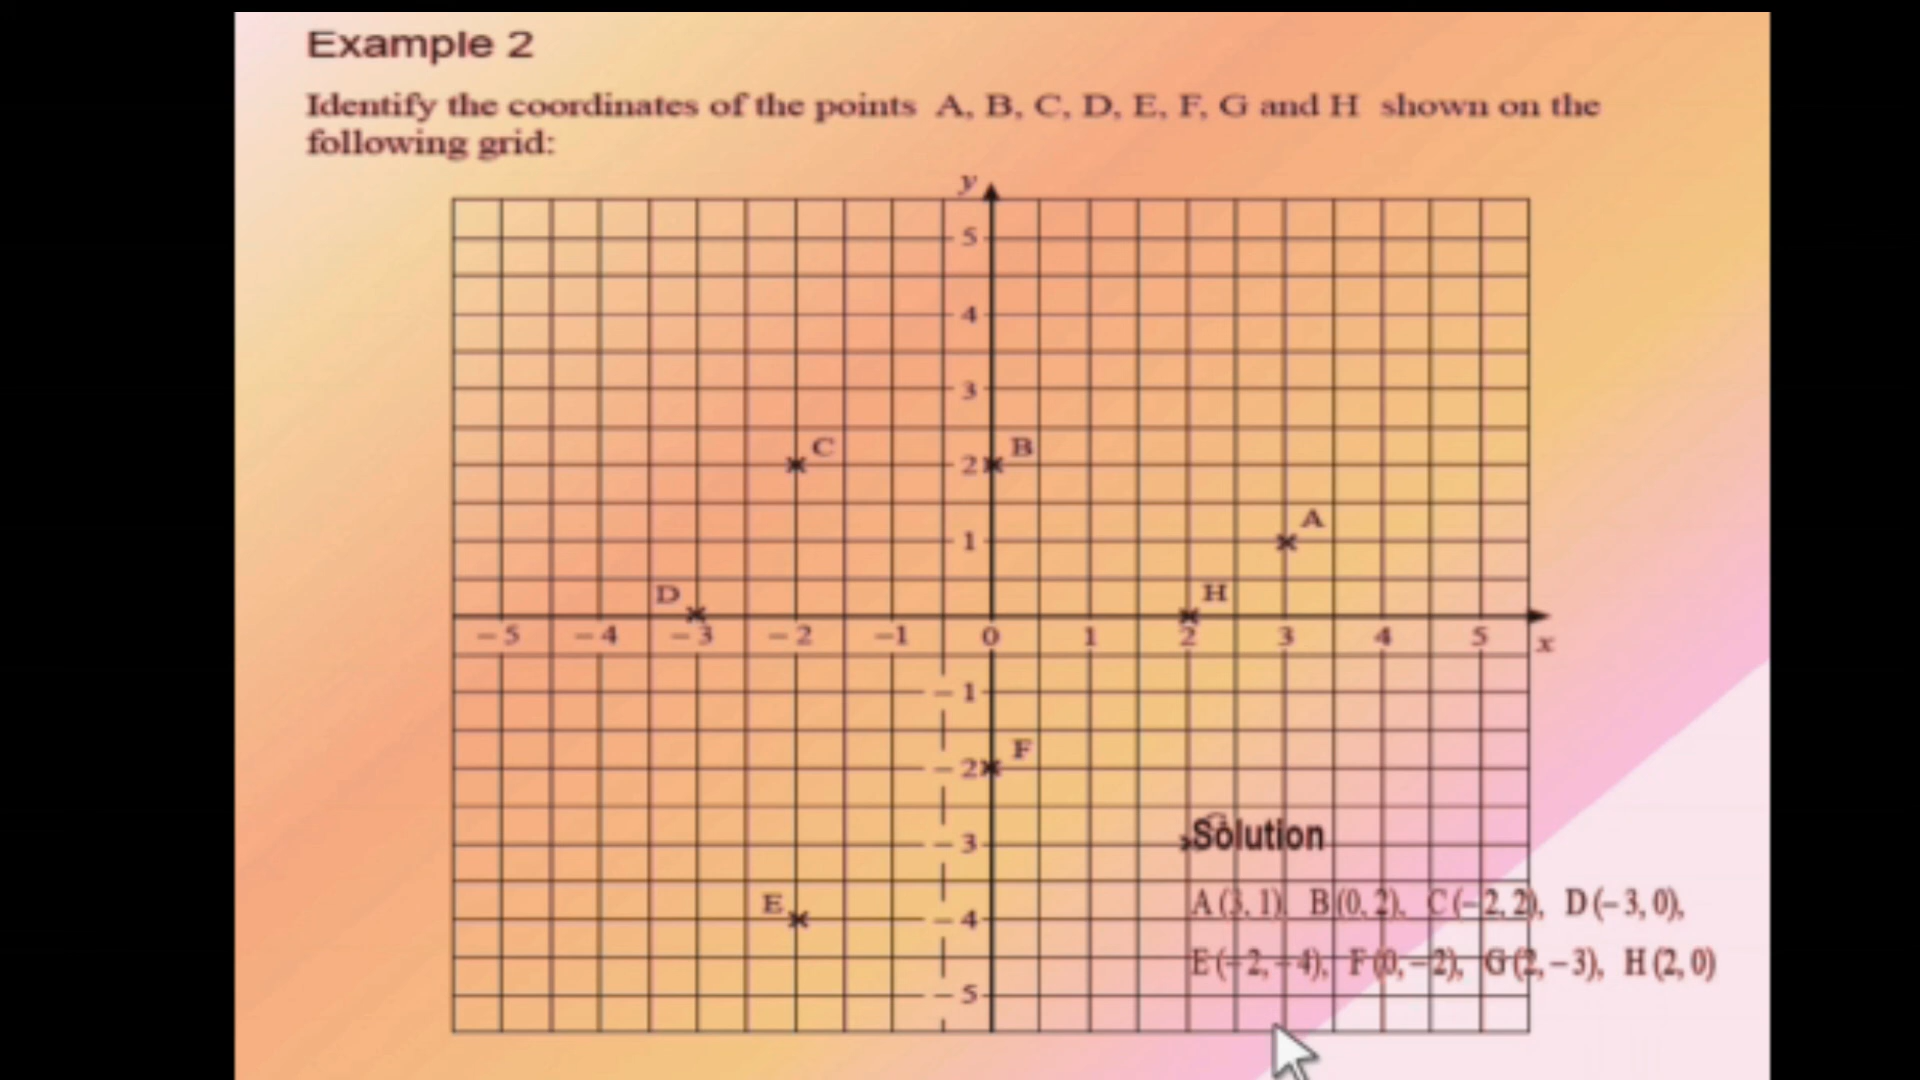 Example 2
Identify the coordinates of the points A, B, C, D, E, F, G and H shown on the
following grid:
y
5
4
3
C
B
2
A
1
D
H
−5 −4 −3 −2 −1 0 1 2 3 4 5
x
−1
F
−2
G
Solution
−3
E
A (3, 1) B (0, 2), C (−2, 2), D (−3, 0),
−4
E (−2, −4), F (0, −2), G (2, −3), H (2, 0)
−5